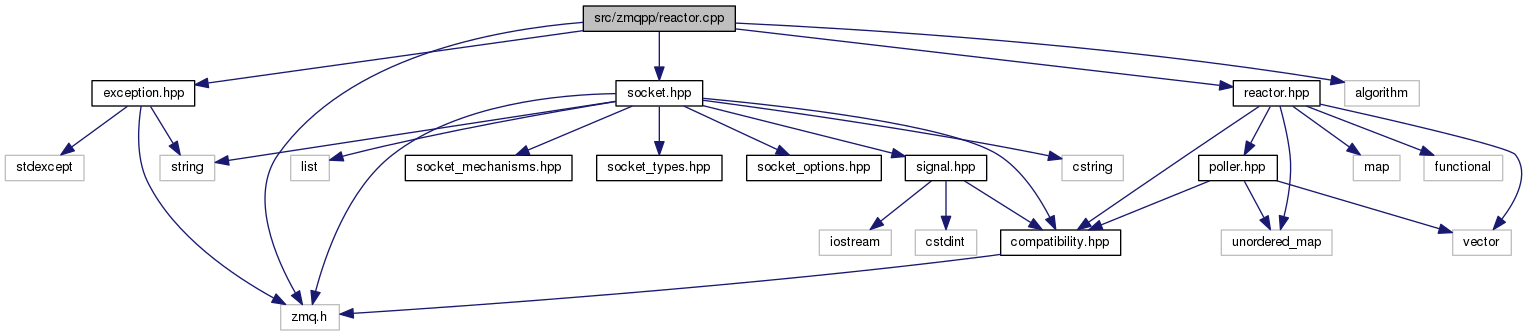 src/zmqpp/reactor.cpp
exception.hpp
socket.hpp
reactor.hpp
algorithm
stdexcept
string
list
socket_mechanisms.hpp
socket_types.hpp
socket_options.hpp
signal.hpp
cstring
poller.hpp
map
functional
iostream
cstdint
compatibility.hpp
unordered_map
vector
zmq.h